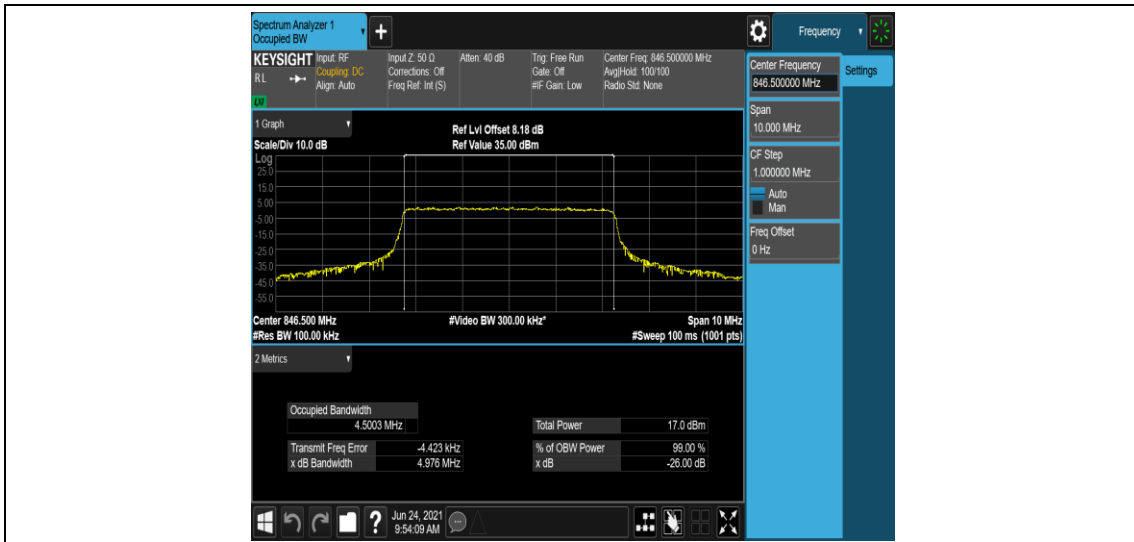 Spectrum Analyzer 1
Occupied BW
+
Frequency
KEYSIGHT
RL
LXI
Input: RF
Coupling: DC
Align: Auto
Input Z: 50 Ω
Corrections: Off
Freq Ref: Int (S)
Atten: 40 dB
Trig: Free Run
Gate: Off
#IF Gain: Low
Center Freq: 846.500000 MHz
Avg|Hold: 100/100
Radio Std: None
Center Frequency
846.500000 MHz
Settings
Span
10.000 MHz
CF Step
1.000000 MHz
Auto
Man
Freq Offset
0 Hz
1 Graph
Scale/Div 10.0 dB
Ref Lvl Offset 8.18 dB
Ref Value 35.00 dBm
Log
25.0
15.0
5.00
-5.00
-15.0
-25.0
-35.0
-45.0
-55.0
Center 846.500 MHz
#Video BW 300.00 kHz*
Span 10 MHz
#Res BW 100.00 kHz
#Sweep 100 ms (1001 pts)
2 Metrics
Occupied Bandwidth
4.5003 MHz
Total Power 17.0 dBm
Transmit Freq Error -4.423 kHz
% of OBW Power 99.00 %
x dB Bandwidth 4.976 MHz
x dB -26.00 dB
?
Jun 24, 2021
9:54:09 AM